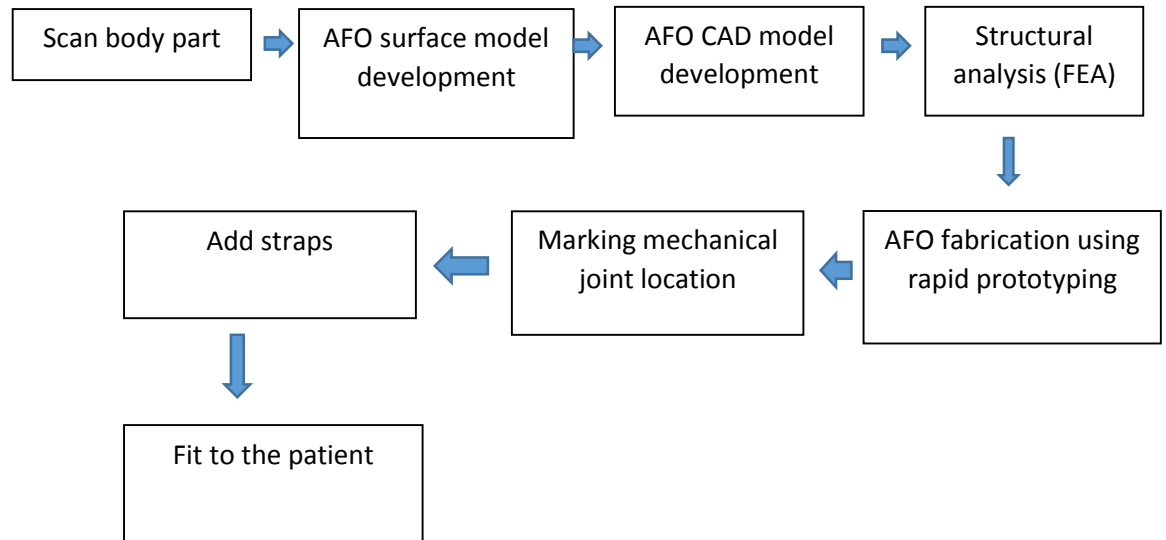 Scan body part
AFO surface model
development
AFO CAD model
development
Structural
analysis (FEA)
AFO fabrication using
rapid prototyping
Marking mechanical
joint location
Add straps
Fit to the patient